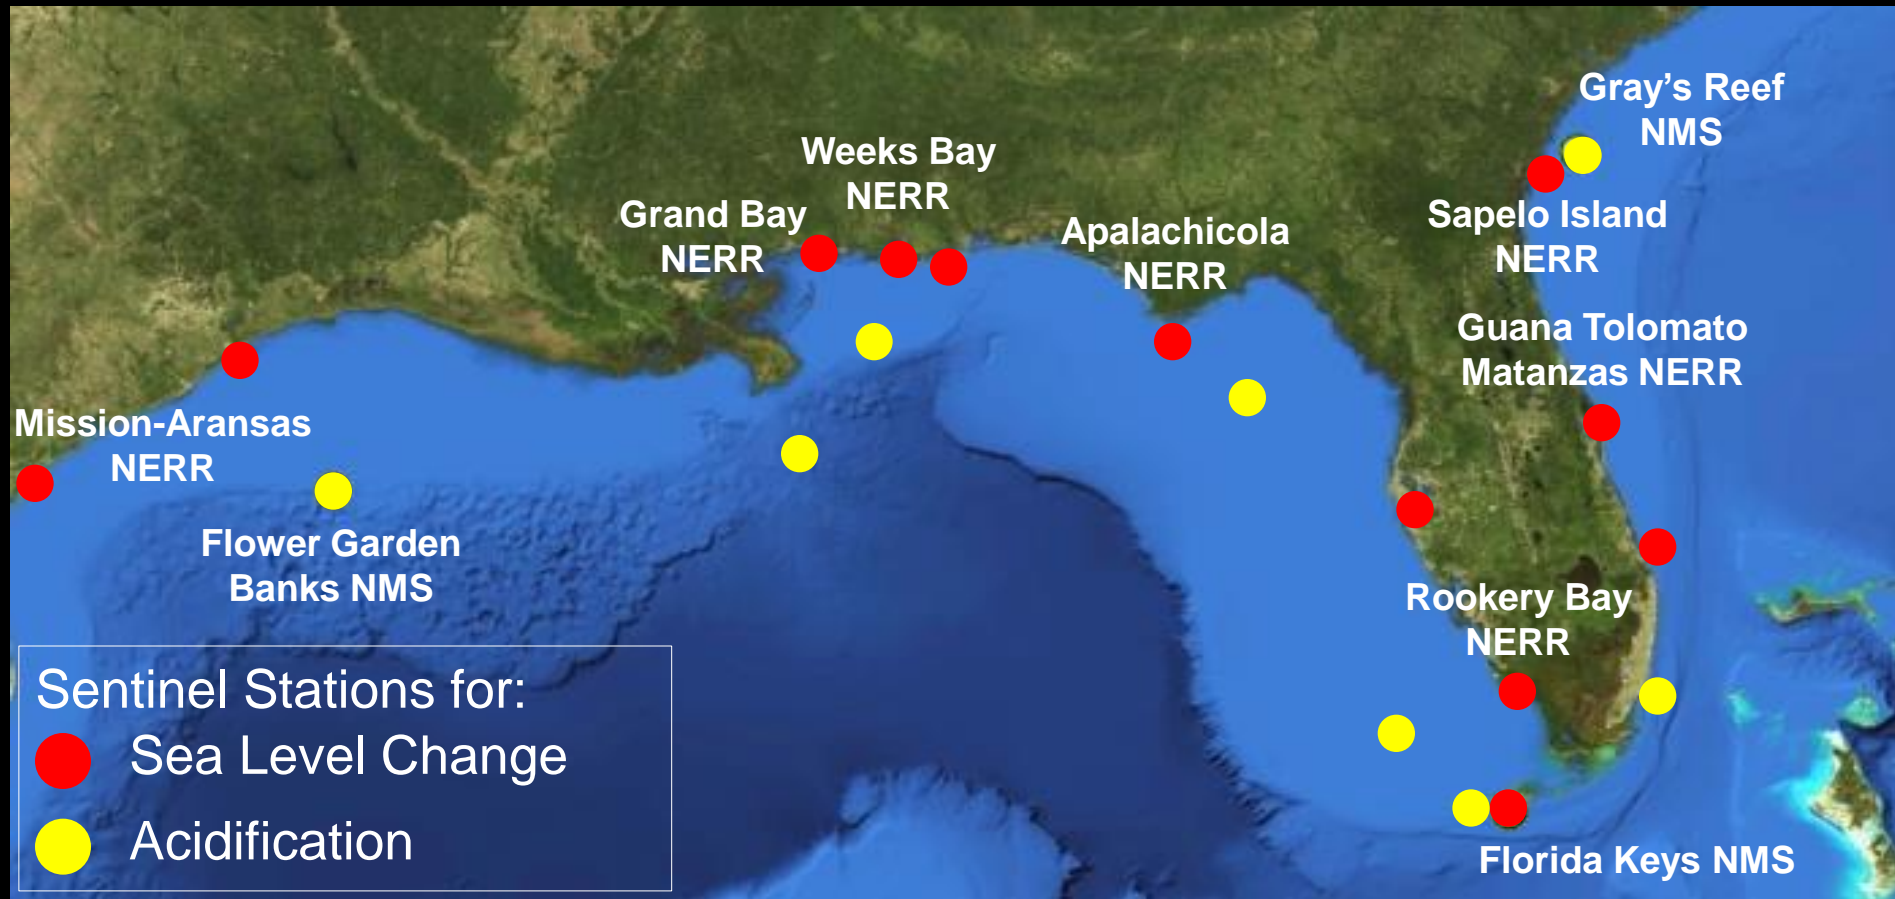 Gray's Reef
NMS
Weeks Bay
NERR
Grand Bay
NERR
Apalachicola
NERR
Sapelo Island
NERR
Guana Tolomato
Matanzas NERR
Mission-Aransas
NERR
Flower Garden
Banks NMS
Rookery Bay
NERR
Florida Keys NMS
Sentinel Stations for:
Sea Level Change
Acidification